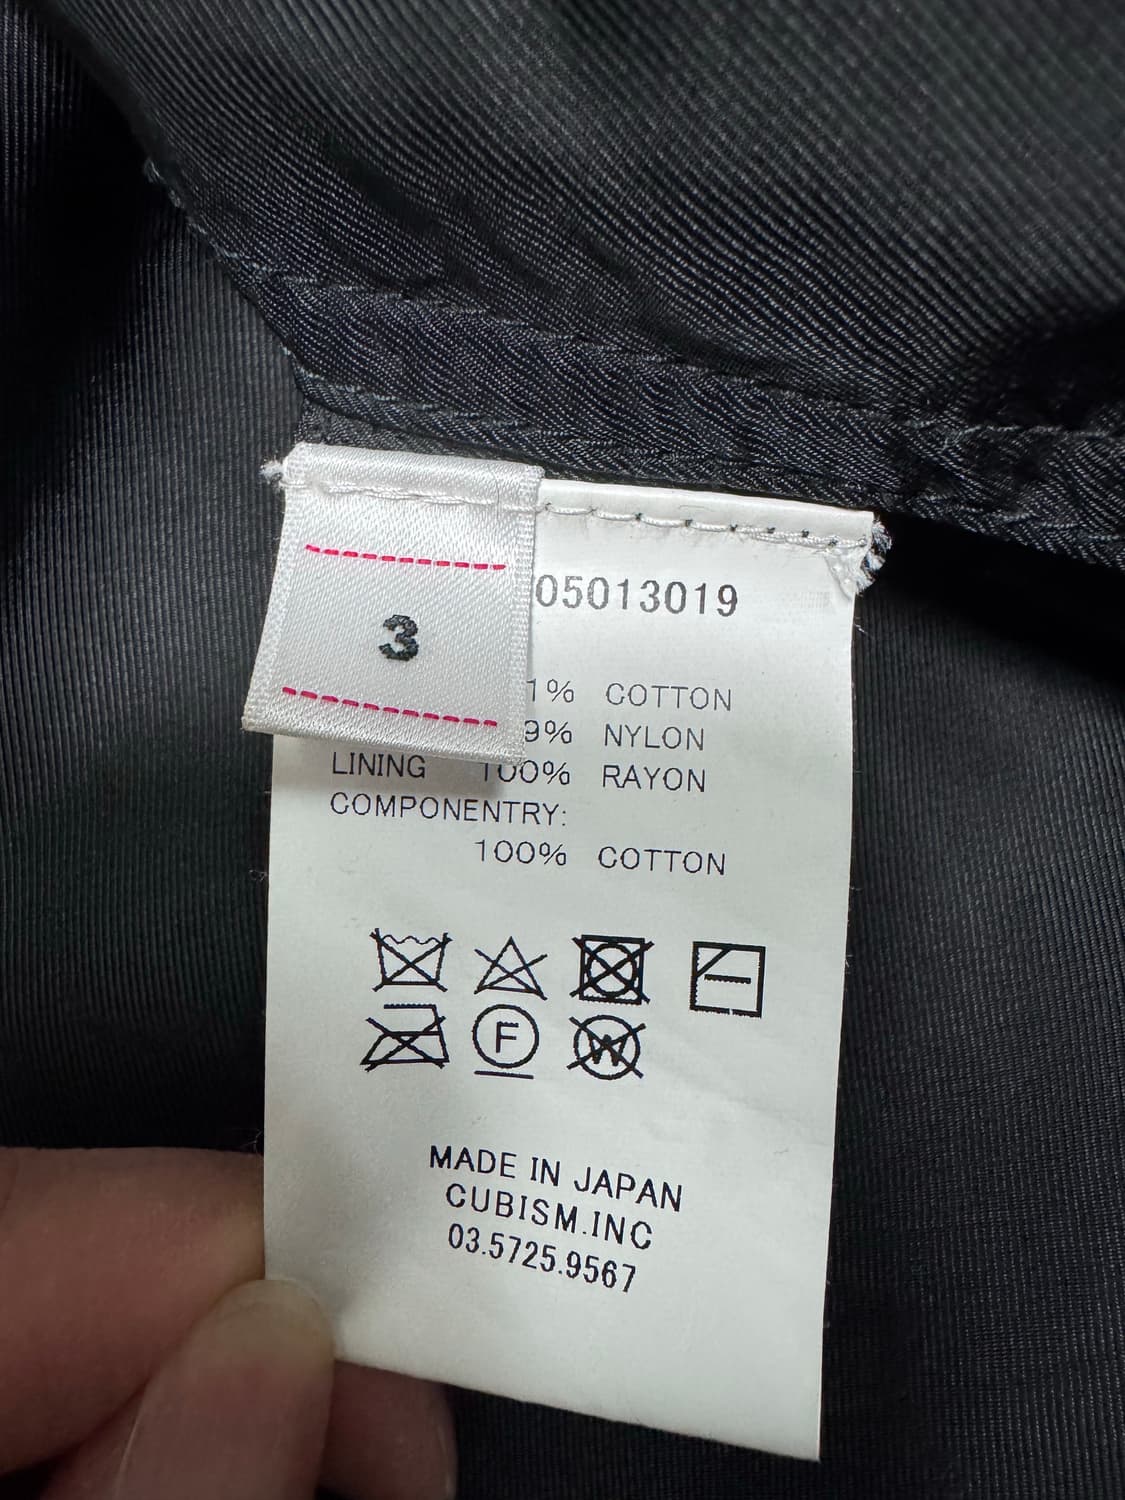 3
05013019
1% COTTON
9% NYLON
LINING 100% RAYON
COMPONENTRY:
100% COTTON
F
W
MADE IN JAPAN
CUBISM.INC
03.5725.9567